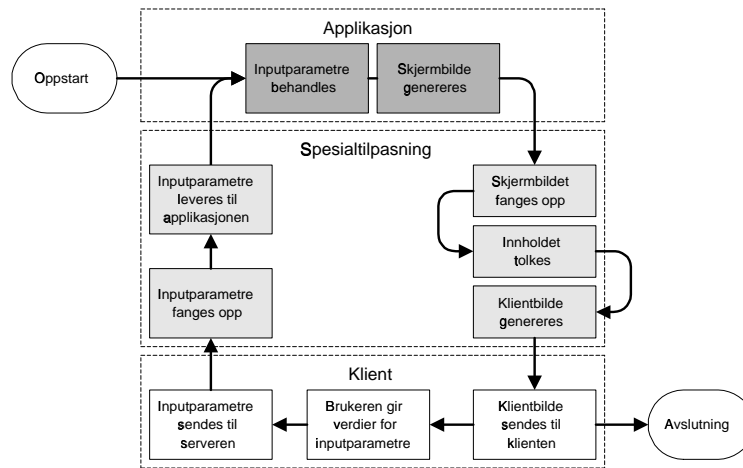 Applikasjon
Oppstart
Inputparametre
behandles
Skjermbilde
genereres
Spesialtilpasning
Inputparametre
leveres til
applikasjonen
Skjermbildet
fanges opp
Innholdet
tolkes
Inputparametre
fanges opp
Klientbilde
genereres
Klient
Inputparametre
sendes til
serveren
Brukeren gir
verdier for
inputparametre
Klientbilde
sendes til
klienten
Avslutning